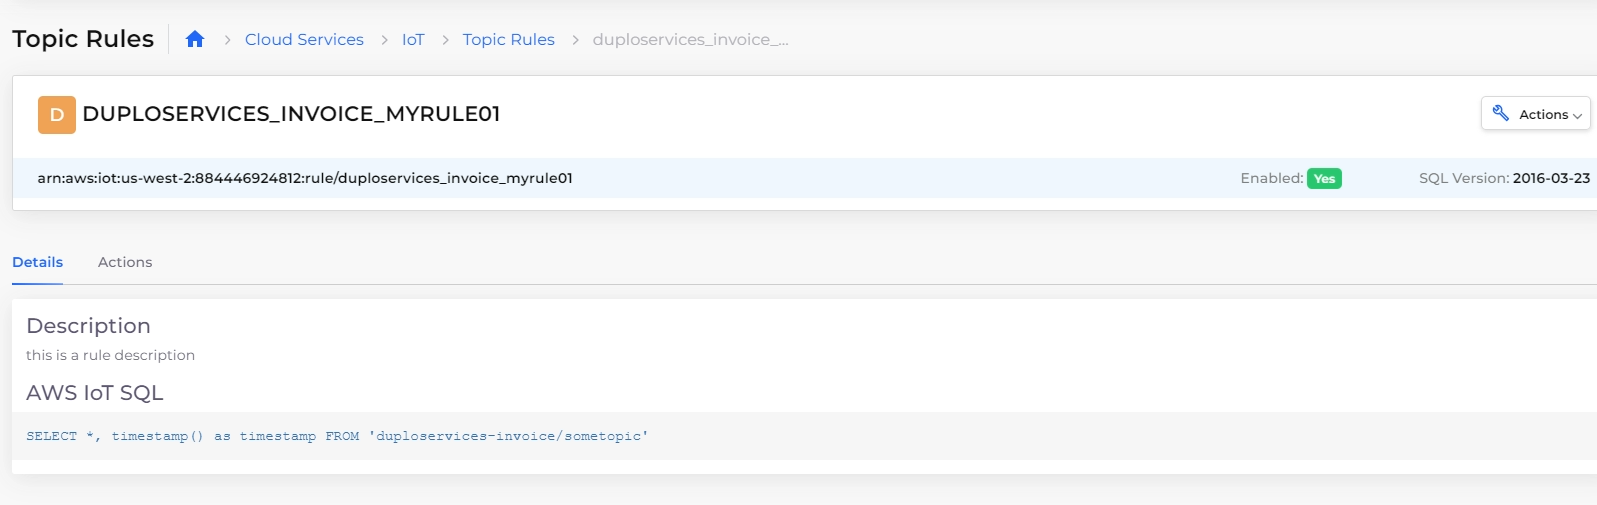 Topic Rules
Cloud Services > IoT > Topic Rules > duploservices_invoice_...
D
DUPLOSERVICES_INVOICE_MYRULE01
Actions
arn:aws:iot:us-west-2:884446924812:rule/duploservices_invoice_myrule01
Enabled: Yes
SQL Version: 2016-03-23
Details
Actions
Description
this is a rule description
AWS IoT SQL
SELECT *, timestamp() as timestamp FROM 'duploservices-invoice/sometopic'